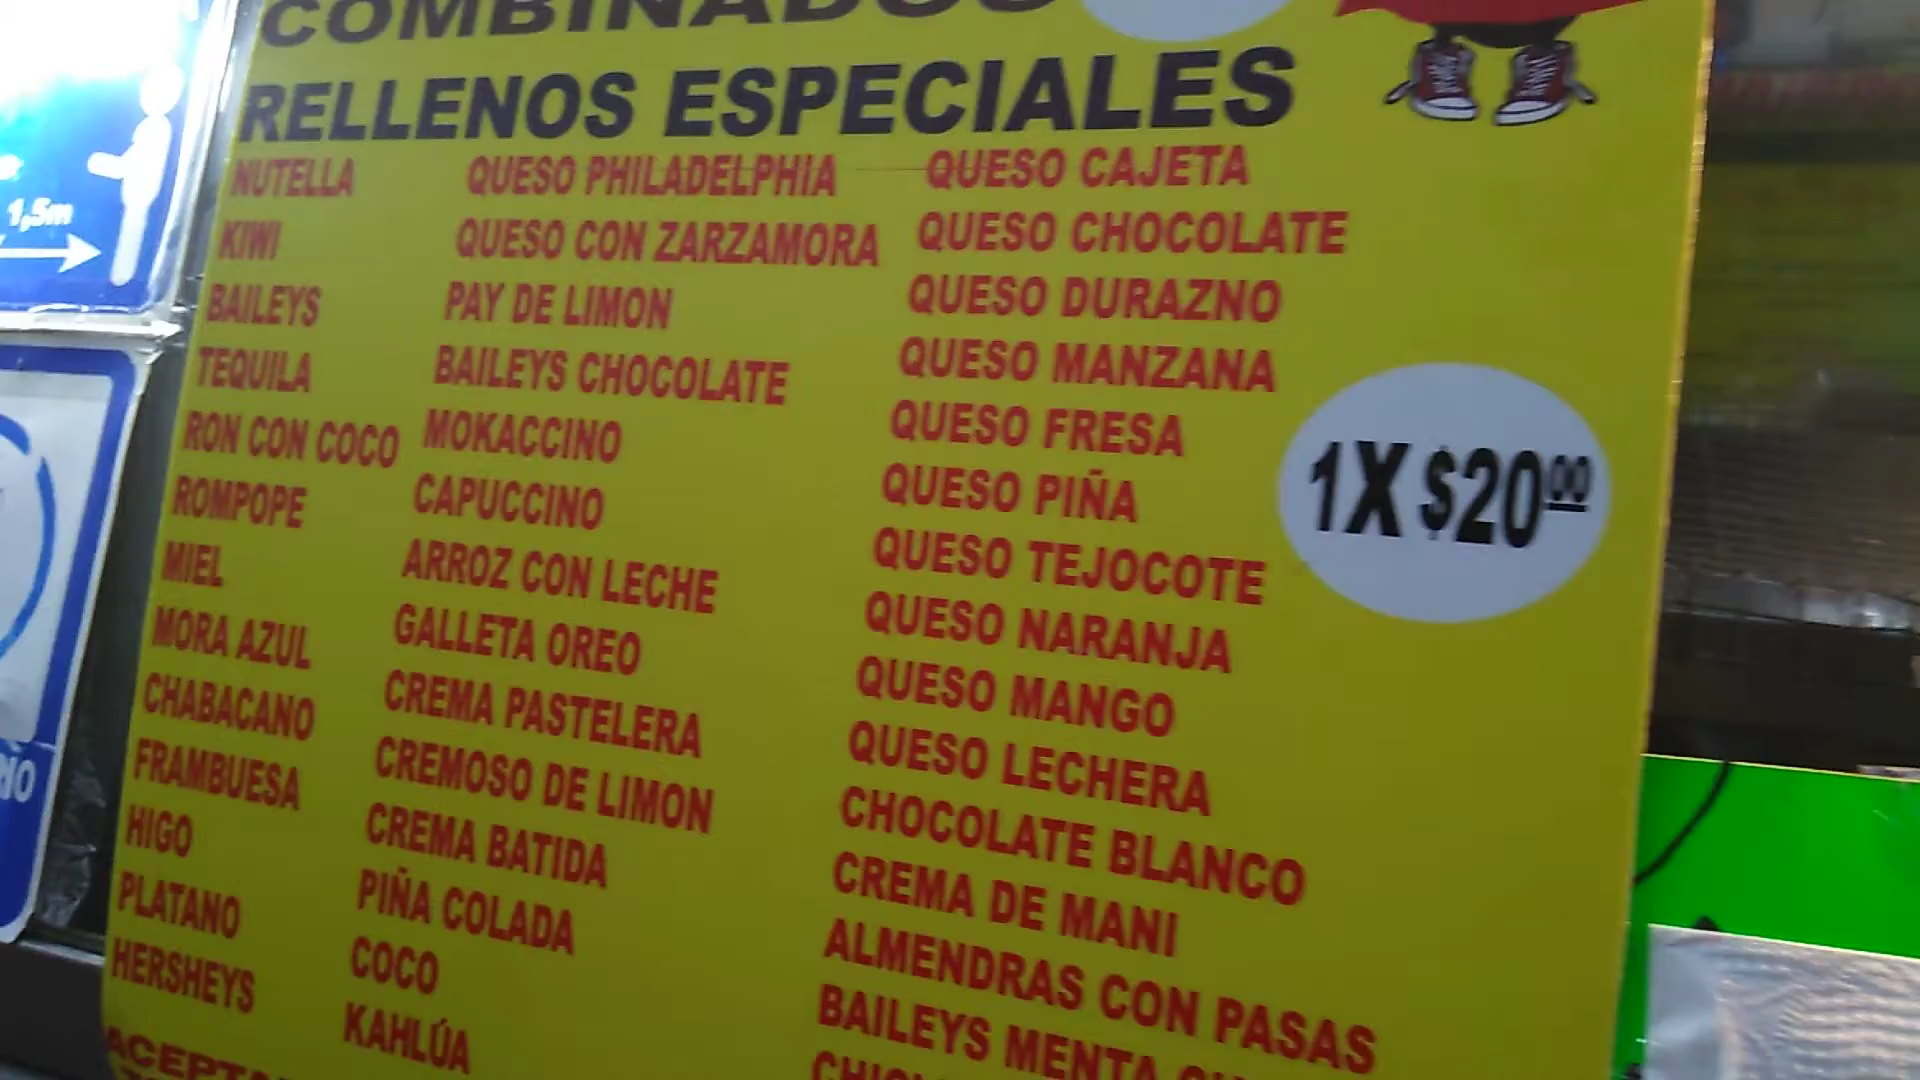 COMBINADOS
RELLENOS ESPECIALES
NUTELLA
KIWI
BAILEYS
TEQUILA
RON CON COCO
ROMPOPE
MIEL
MORA AZUL
CHABACANO
FRAMBUESA
HIGO
PLATANO
HERSHEYS
QUESO PHILADELPHIA
QUESO CON ZARZAMORA
PAY DE LIMON
BAILEYS CHOCOLATE
MOKACCINO
CAPUCCINO
ARROZ CON LECHE
GALLETA OREO
CREMA PASTELERA
CREMOSO DE LIMON
CREMA BATIDA
PIÑA COLADA
COCO
KAHLÚA
QUESO CAJETA
QUESO CHOCOLATE
QUESO DURAZNO
QUESO MANZANA
QUESO FRESA
QUESO PIÑA
QUESO TEJOCOTE
QUESO NARANJA
QUESO MANGO
QUESO LECHERA
CHOCOLATE BLANCO
CREMA DE MANI
ALMENDRAS CON PASAS
BAILEYS MENTA
1X $20⁰⁰
1,5m